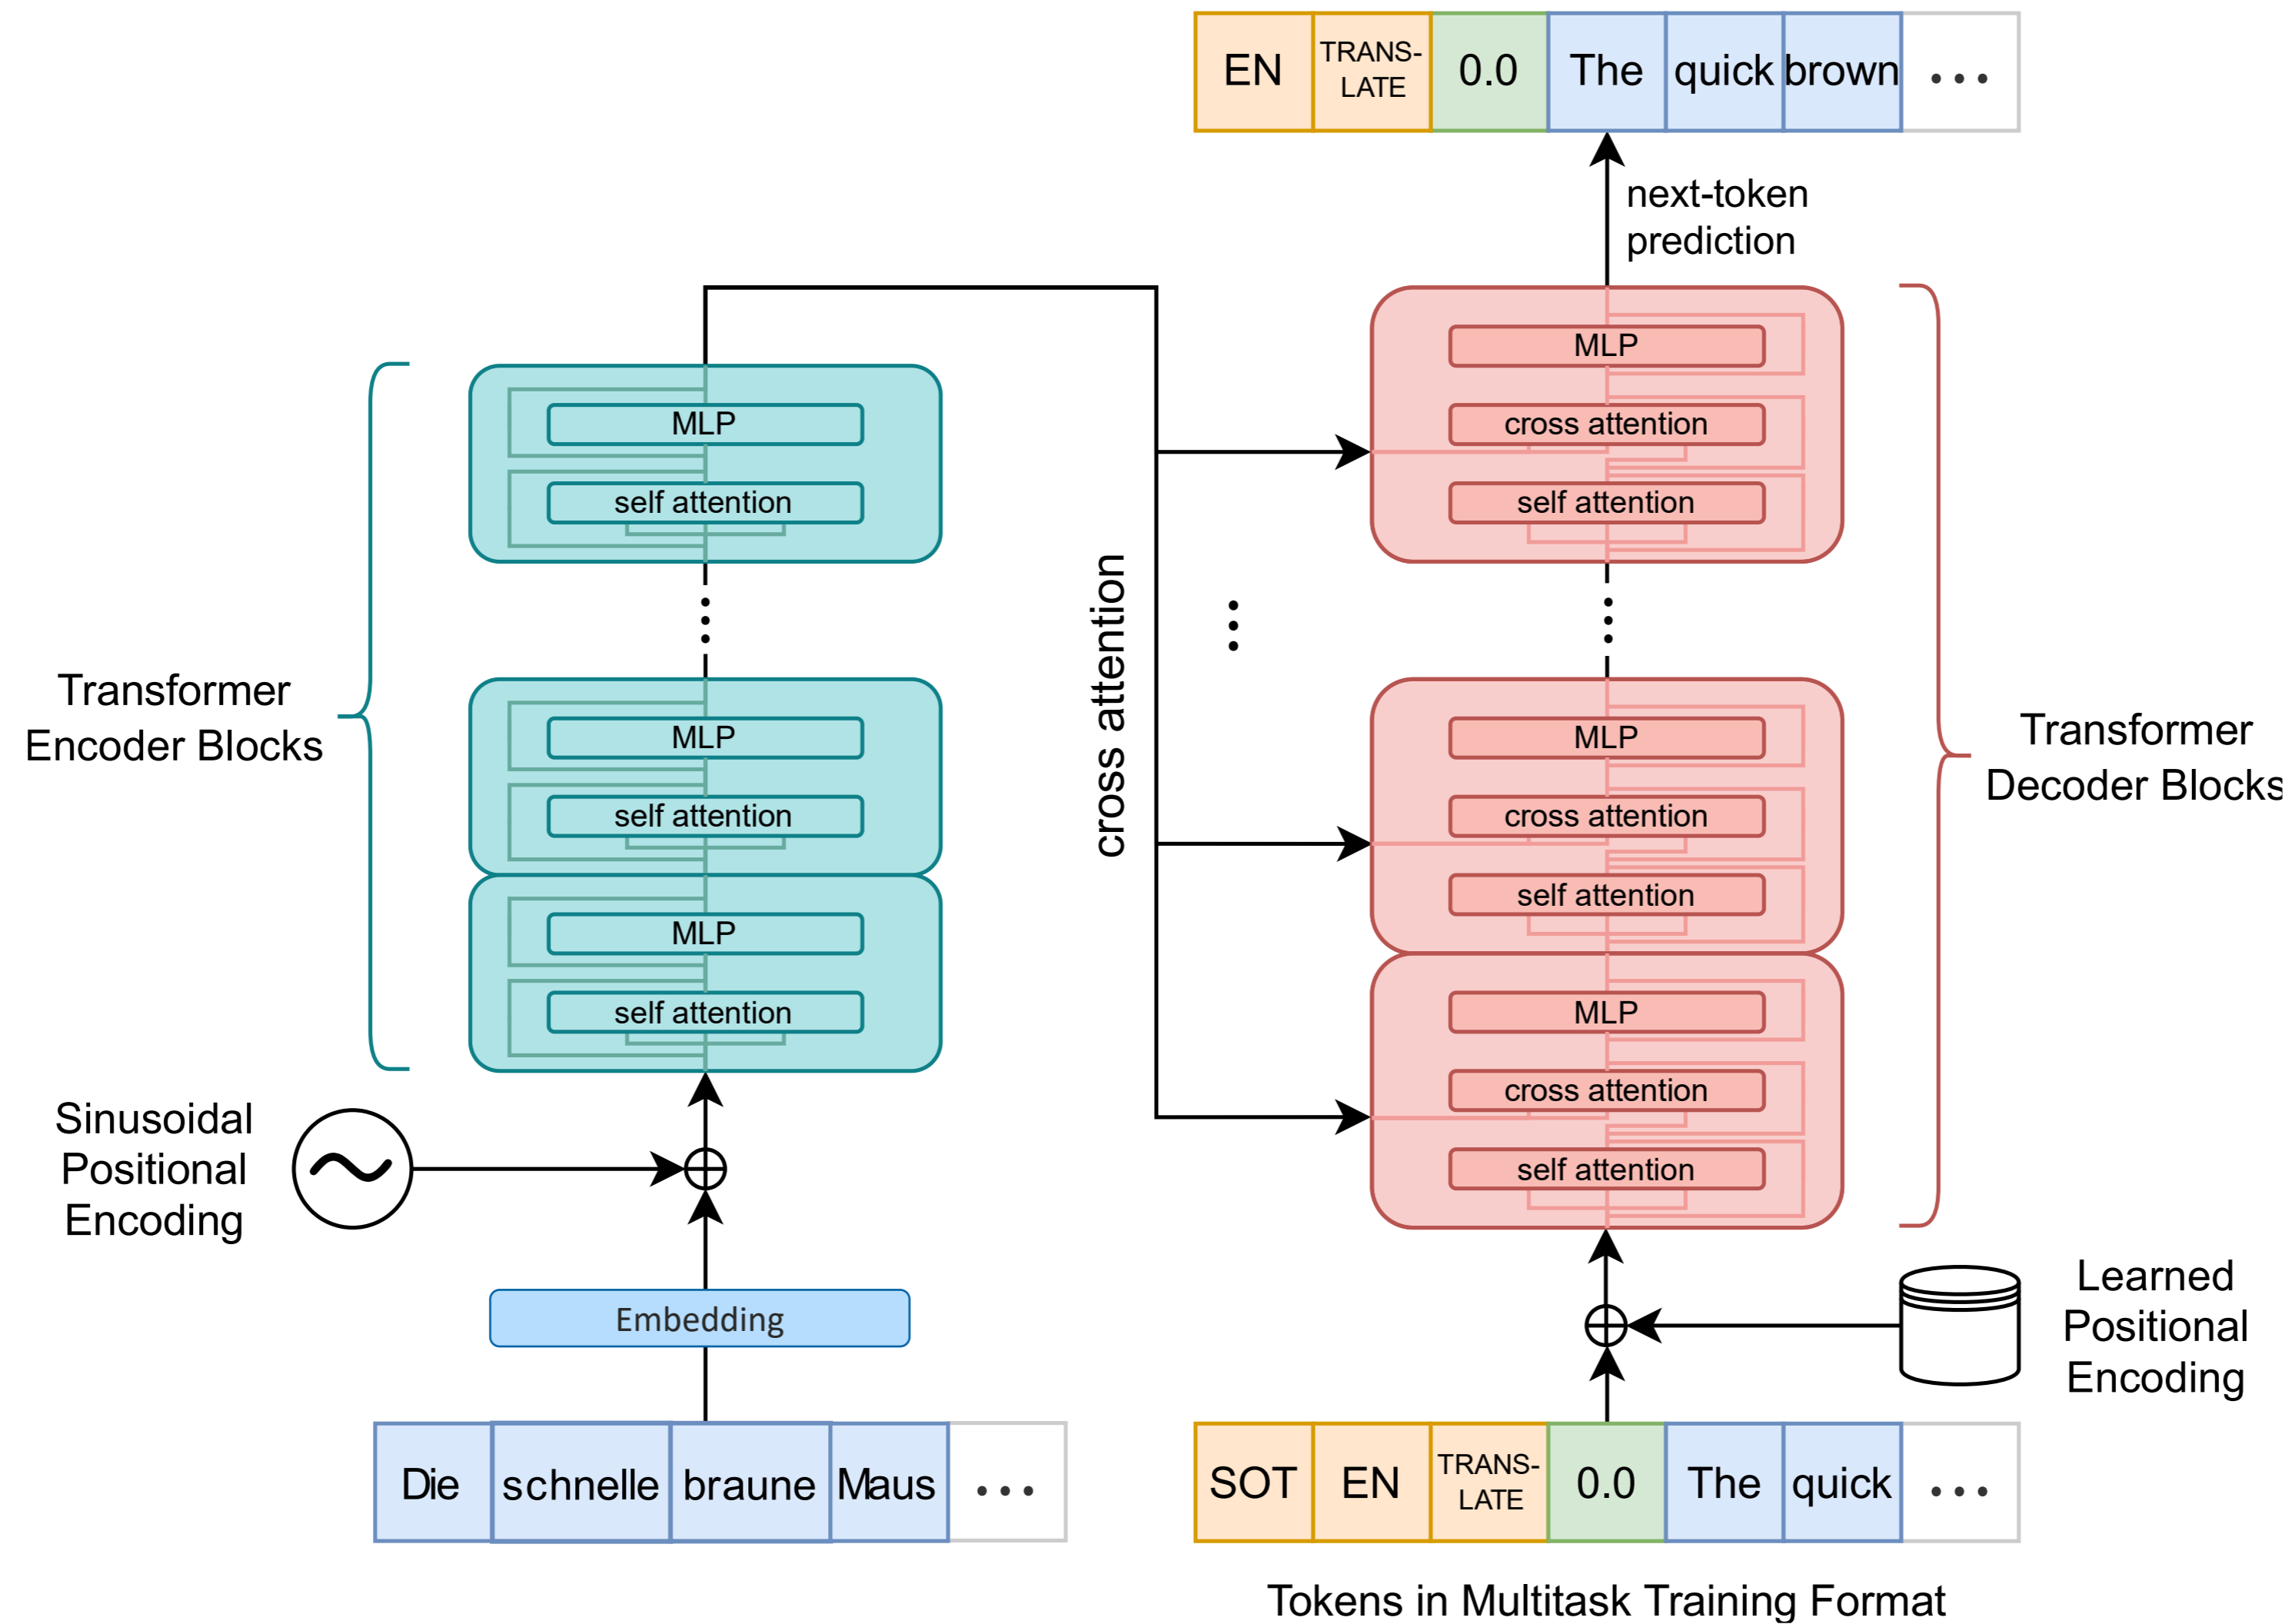 EN TRANS-LATE 0.0 The quick brown ...
next-token
prediction
MLP
cross attention
self attention
MLP
self attention
cross attention
Transformer
Encoder Blocks
MLP
self attention
MLP
self attention
MLP
cross attention
self attention
MLP
cross attention
self attention
Transformer
Decoder Blocks
Sinusoidal
Positional
Encoding
Embedding
Learned
Positional
Encoding
Die schnelle braune Maus ...
SOT EN TRANS-LATE 0.0 The quick ...
Tokens in Multitask Training Format